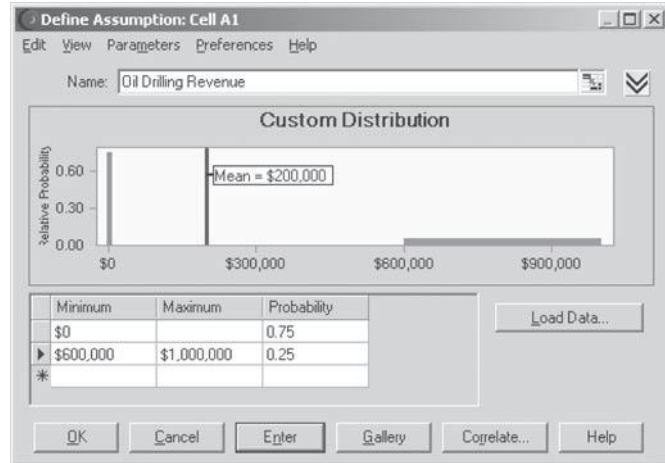 Define Assumption: Cell A1
Edit View Parameters Preferences Help
Name: Oil Drilling Revenue
Custom Distribution
Relative Probability
0.60
0.30
0.00
Mean = $200,000
$0 $300,000 $600,000 $900,000
Minimum Maximum Probability
$0 0.75
$600,000 $1,000,000 0.25
Load Data...
OK Cancel Enter Gallery Correlate... Help